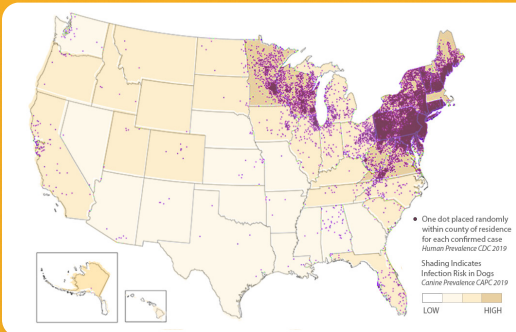 One dot placed randomly
within county of residence
for each confirmed case
Human Prevalence CDC 2019
Shading Indicates
Infection Risk in Dogs
Canine Prevalence CAPC 2019
LOW HIGH